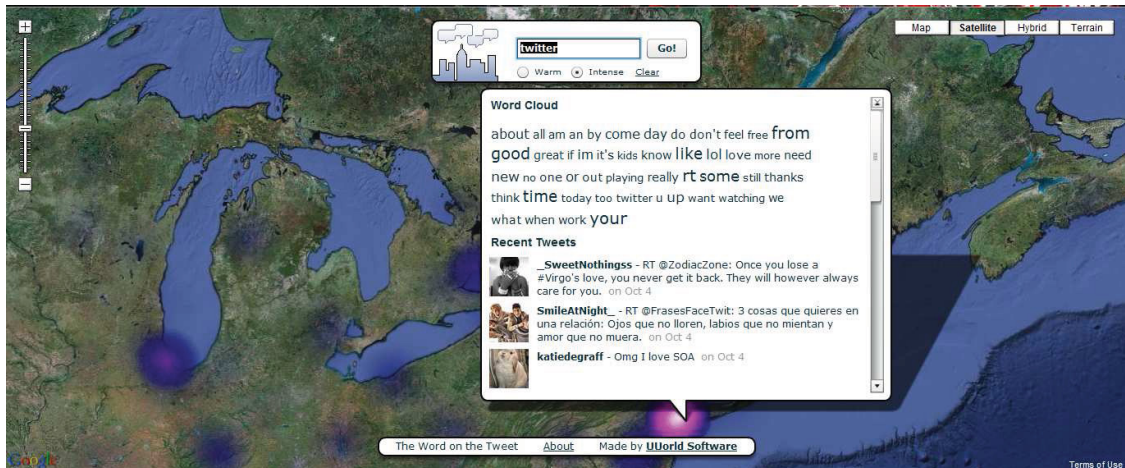 twitter
Go!
Warm Intense Clear
Map Satellite Hybrid Terrain
Word Cloud
about all am an by come day do don't feel free from
good great if im it's kids know like lol love more need
new no one or out playing really rt some still thanks
think time today too twitter u up want watching we
what when work your
Recent Tweets
_SweetNothingss - RT @ZodiacZone: Once you lose a
#Virgo's love, you never get it back. They will however always
care for you. on Oct 4
SmileAtNight_ - RT @FrasesFaceTwit: 3 cosas que quieres en
una relación: Ojos que no lloren, labios que no mientan y
amor que no muera. on Oct 4
katiedegraff - Omg I love SOA on Oct 4
The Word on the Tweet About Made by UUorld Software
Google
Terms of Use